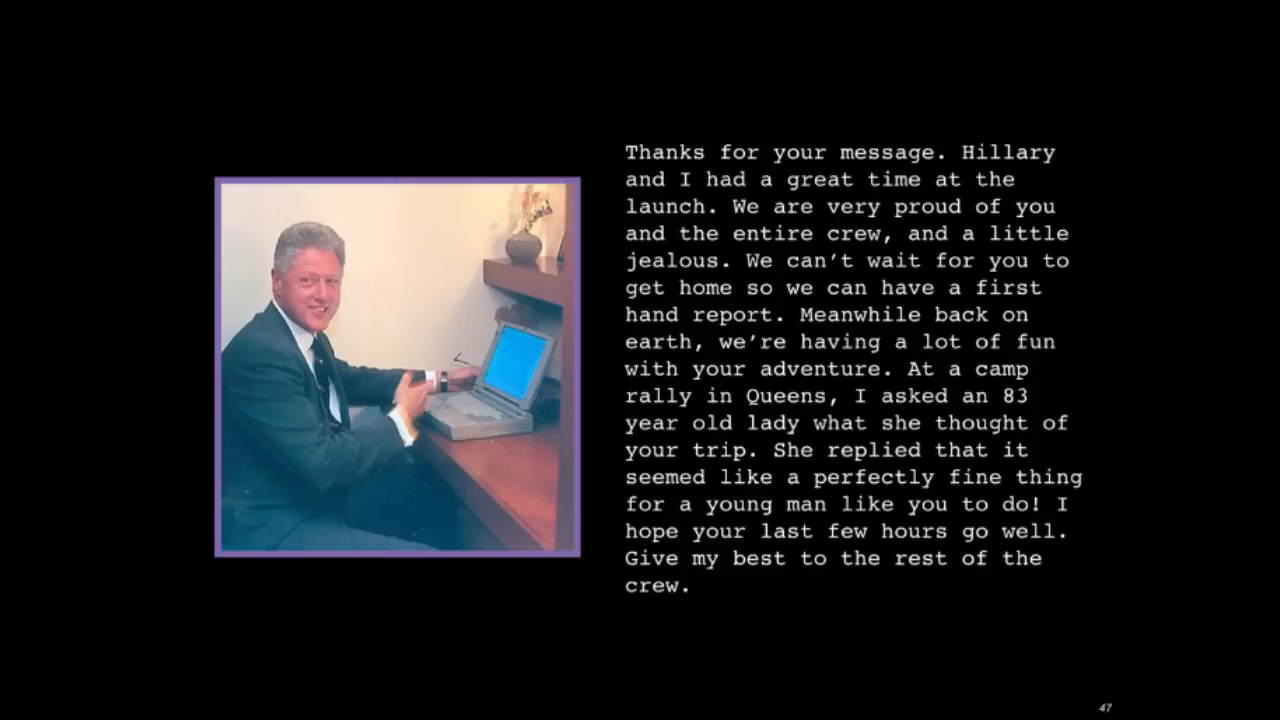 Thanks for your message. Hillary
and I had a great time at the
launch. We are very proud of you
and the entire crew, and a little
jealous. We can’t wait for you to
get home so we can have a first
hand report. Meanwhile back on
earth, we’re having a lot of fun
with your adventure. At a camp
rally in Queens, I asked an 83
year old lady what she thought of
your trip. She replied that it
seemed like a perfectly fine thing
for a young man like you to do! I
hope your last few hours go well.
Give my best to the rest of the
crew.
47